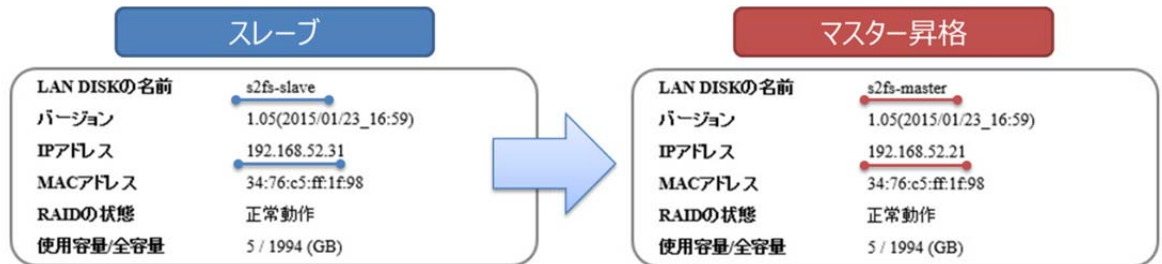 スレーブ
LAN DISKの名前 s2fs-slave
バージョン 1.05(2015/01/23_16:59)
IPアドレス 192.168.52.31
MACアドレス 34:76:c5:ff:1f:98
RAIDの状態 正常動作
使用容量/全容量 5 / 1994 (GB)
マスター昇格
LAN DISKの名前 s2fs-master
バージョン 1.05(2015/01/23_16:59)
IPアドレス 192.168.52.21
MACアドレス 34:76:c5:ff:1f:98
RAIDの状態 正常動作
使用容量/全容量 5 / 1994 (GB)